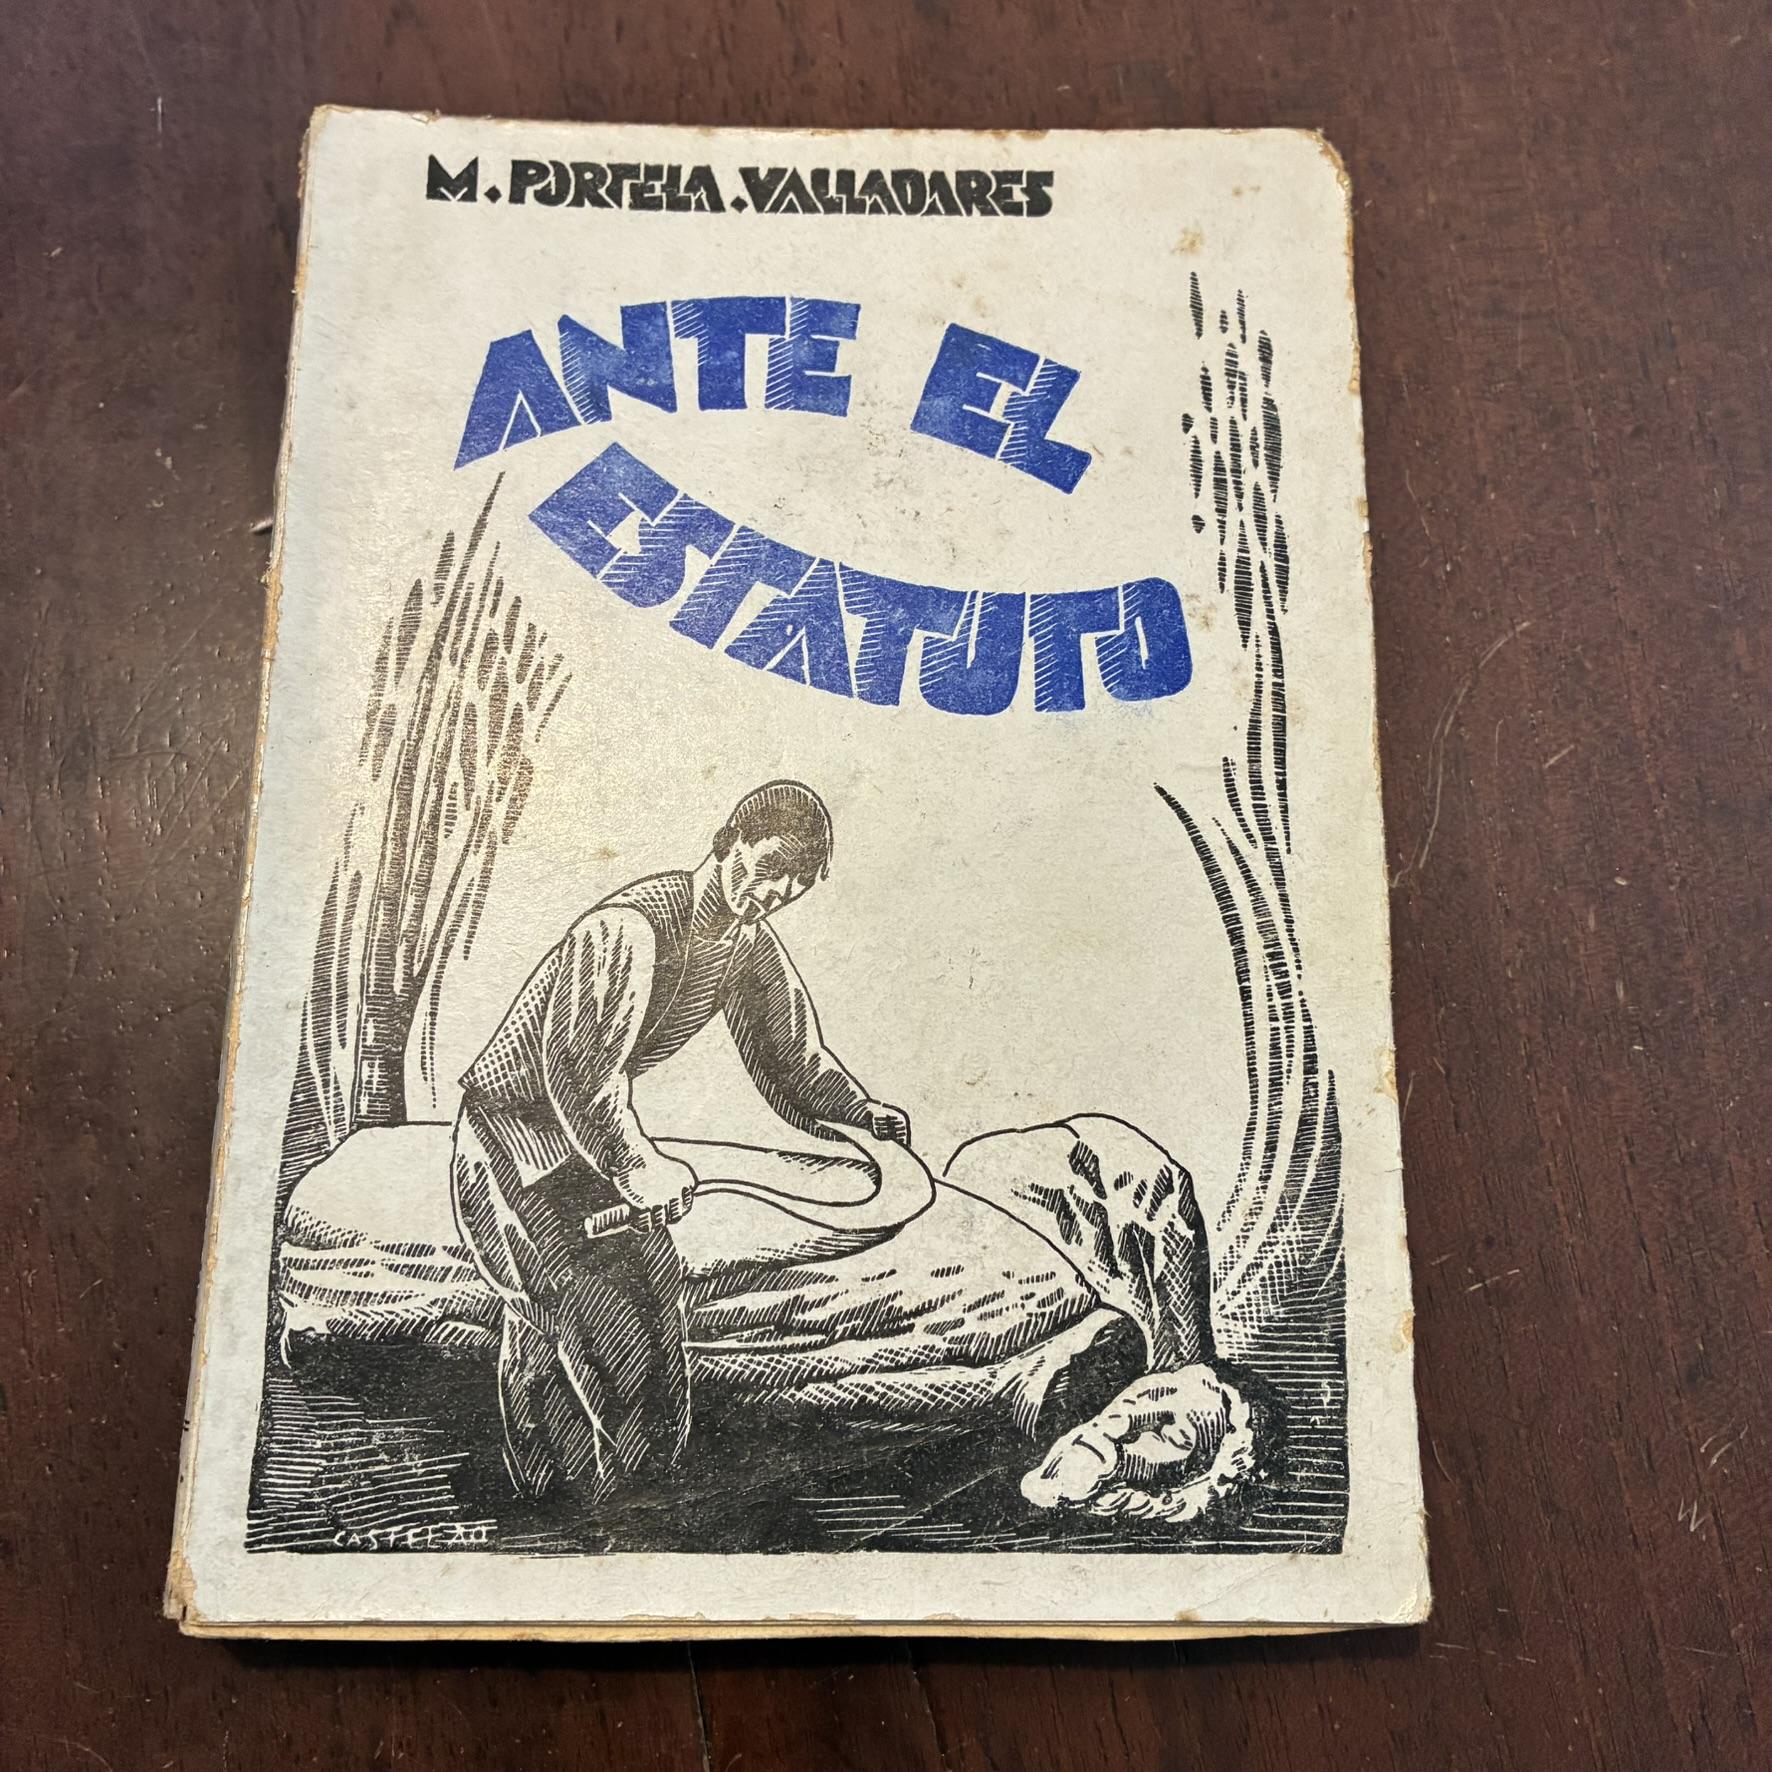 M. PORTELA. VALLADARES
ANTE EL
ESTATUTO
CASTELAO